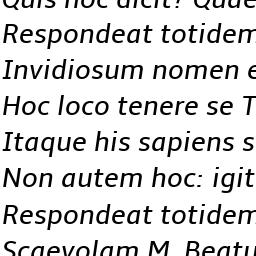 Quis hoc dicit? Quae
Respondeat totidem
Invidiosum nomen e
Hoc loco tenere se T
Itaque his sapiens s
Non autem hoc: igit
Respondeat totidem
Scaevolam M. Beatu